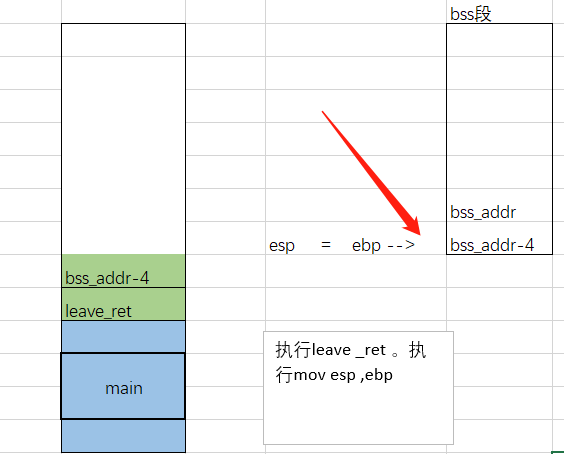 bss段
bss_addr
esp = ebp -->
bss_addr-4
bss_addr-4
leave_ret
main
执行leave _ret 。执
行mov esp ,ebp